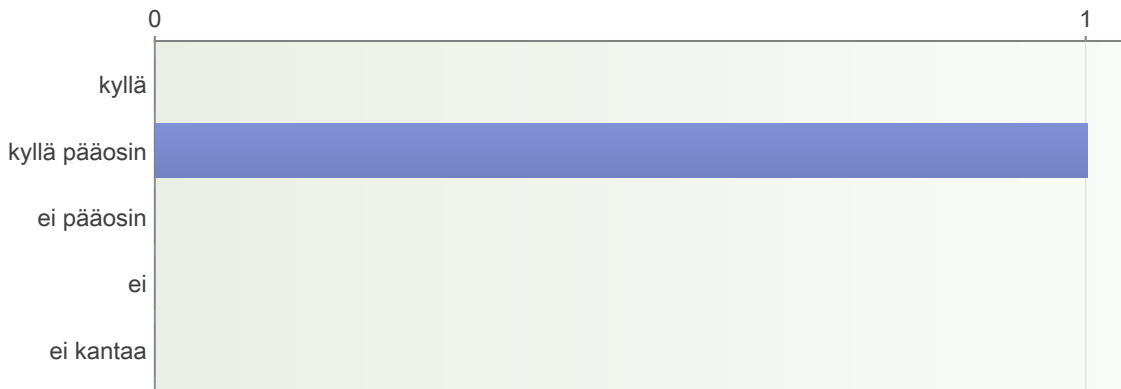 0 1
kyllä
kyllä pääosin
ei pääosin
ei
ei kantaa